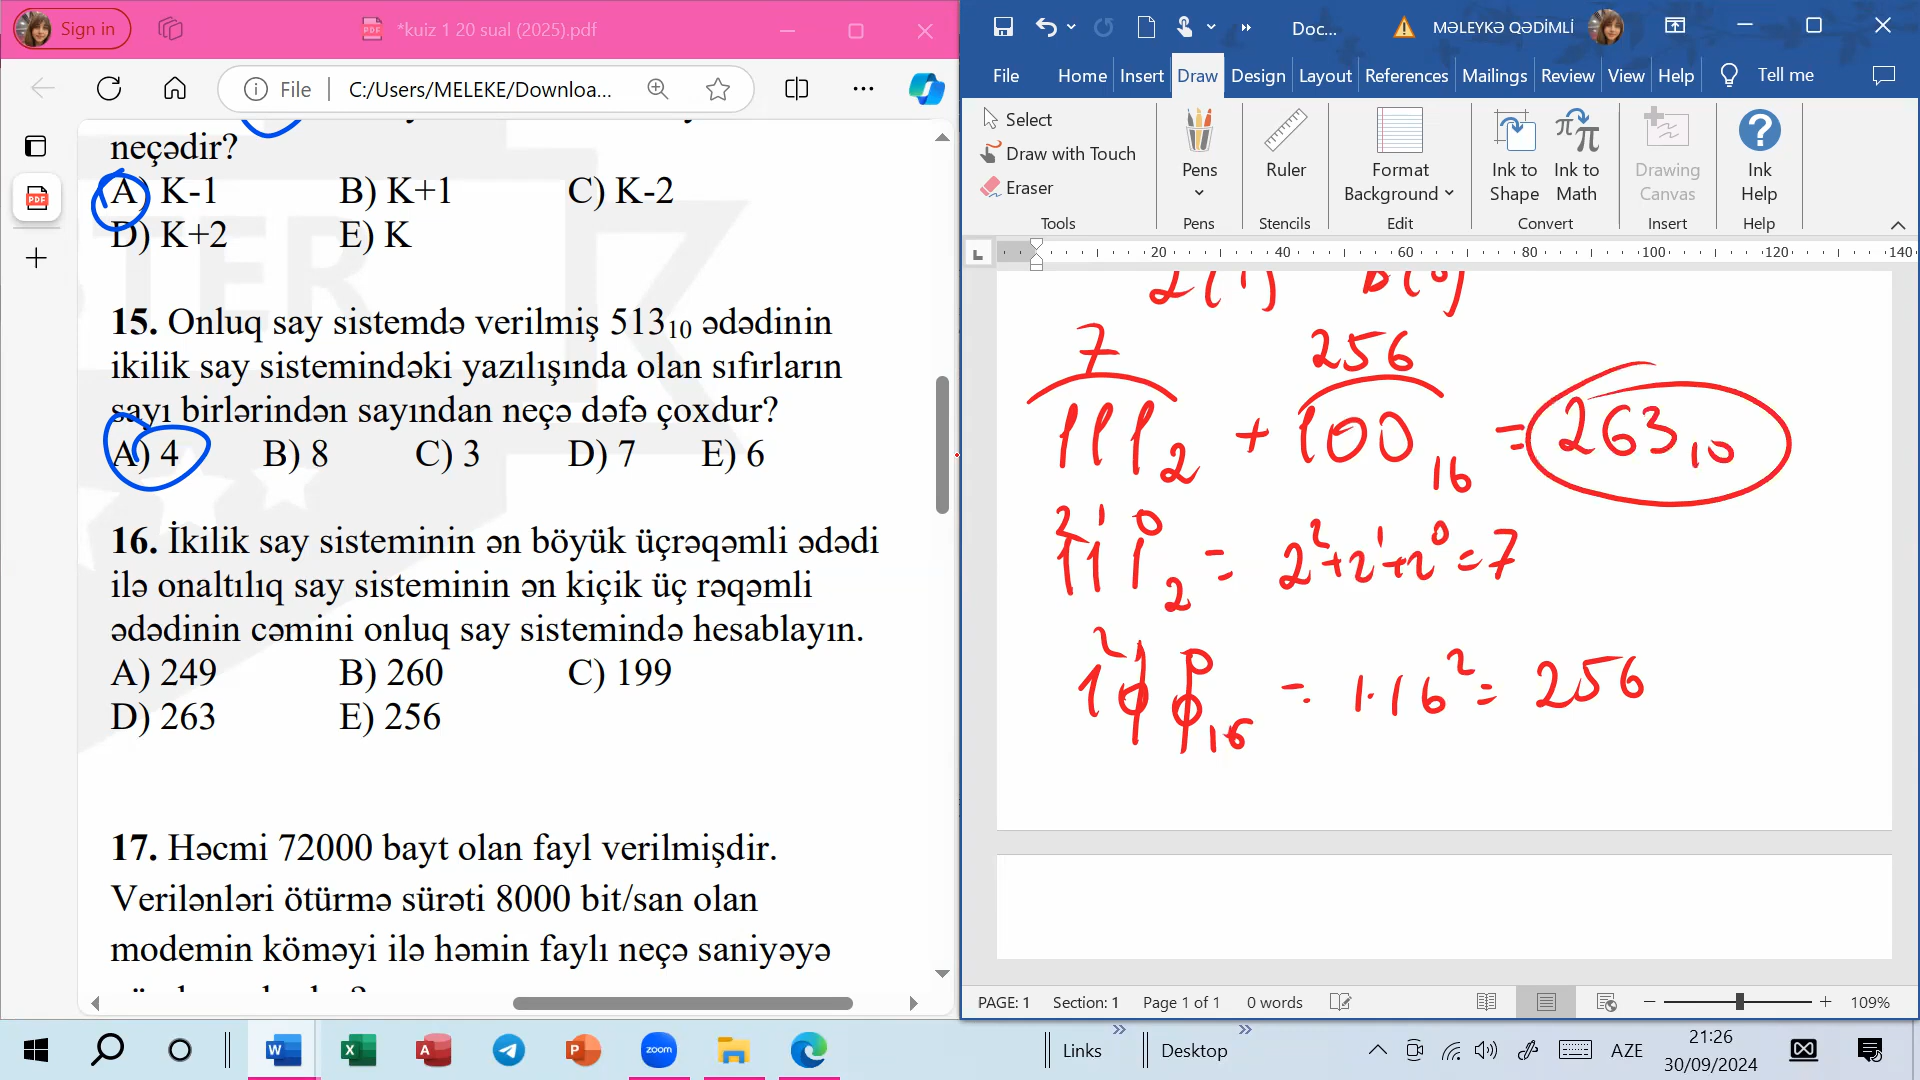 Sign in
*kuiz 1 20 sual (2025).pdf
File
C:/Users/MELEKE/Downloa...
neçədir?
A) K-1 B) K+1 C) K-2
D) K+2 E) K
15. Onluq say sistemdə verilmiş 513₁₀ ədədinin
ikilik say sistemindəki yazılışında olan sıfırların
sayı birlərindən sayından neçə dəfə çoxdur?
A) 4 B) 8 C) 3 D) 7 E) 6
16. İkilik say sisteminin ən böyük üçrəqəmli ədədi
ilə onaltılıq say sisteminin ən kiçik üç rəqəmli
ədədinin cəmini onluq say sistemində hesablayın.
A) 249 B) 260 C) 199
D) 263 E) 256
17. Həcmi 72000 bayt olan fayl verilmişdir.
Verilənləri ötürmə sürəti 8000 bit/san olan
modemin köməyi ilə həmin faylı neçə saniyəyə
Doc...
MƏLEYKƏ QƏDİMLİ
File Home Insert Draw Design Layout References Mailings Review View Help Tell me
Select
Draw with Touch
Eraser
Tools
Pens
Pens
Ruler
Stencils
Format Background
Edit
Ink to Shape
Ink to Math
Convert
Drawing Canvas
Insert
Ink Help
Help
20 40 60 80 100 120 140
7 256
111₂ + 100₁₆ = 263₁₀
2 1 0
111₂ = 2²+2¹+2⁰=7
2 1 0
100₁₆ = 1·16² = 256
PAGE: 1 Section: 1 Page 1 of 1 0 words 109%
zoom
Links Desktop
AZE
21:26
30/09/2024